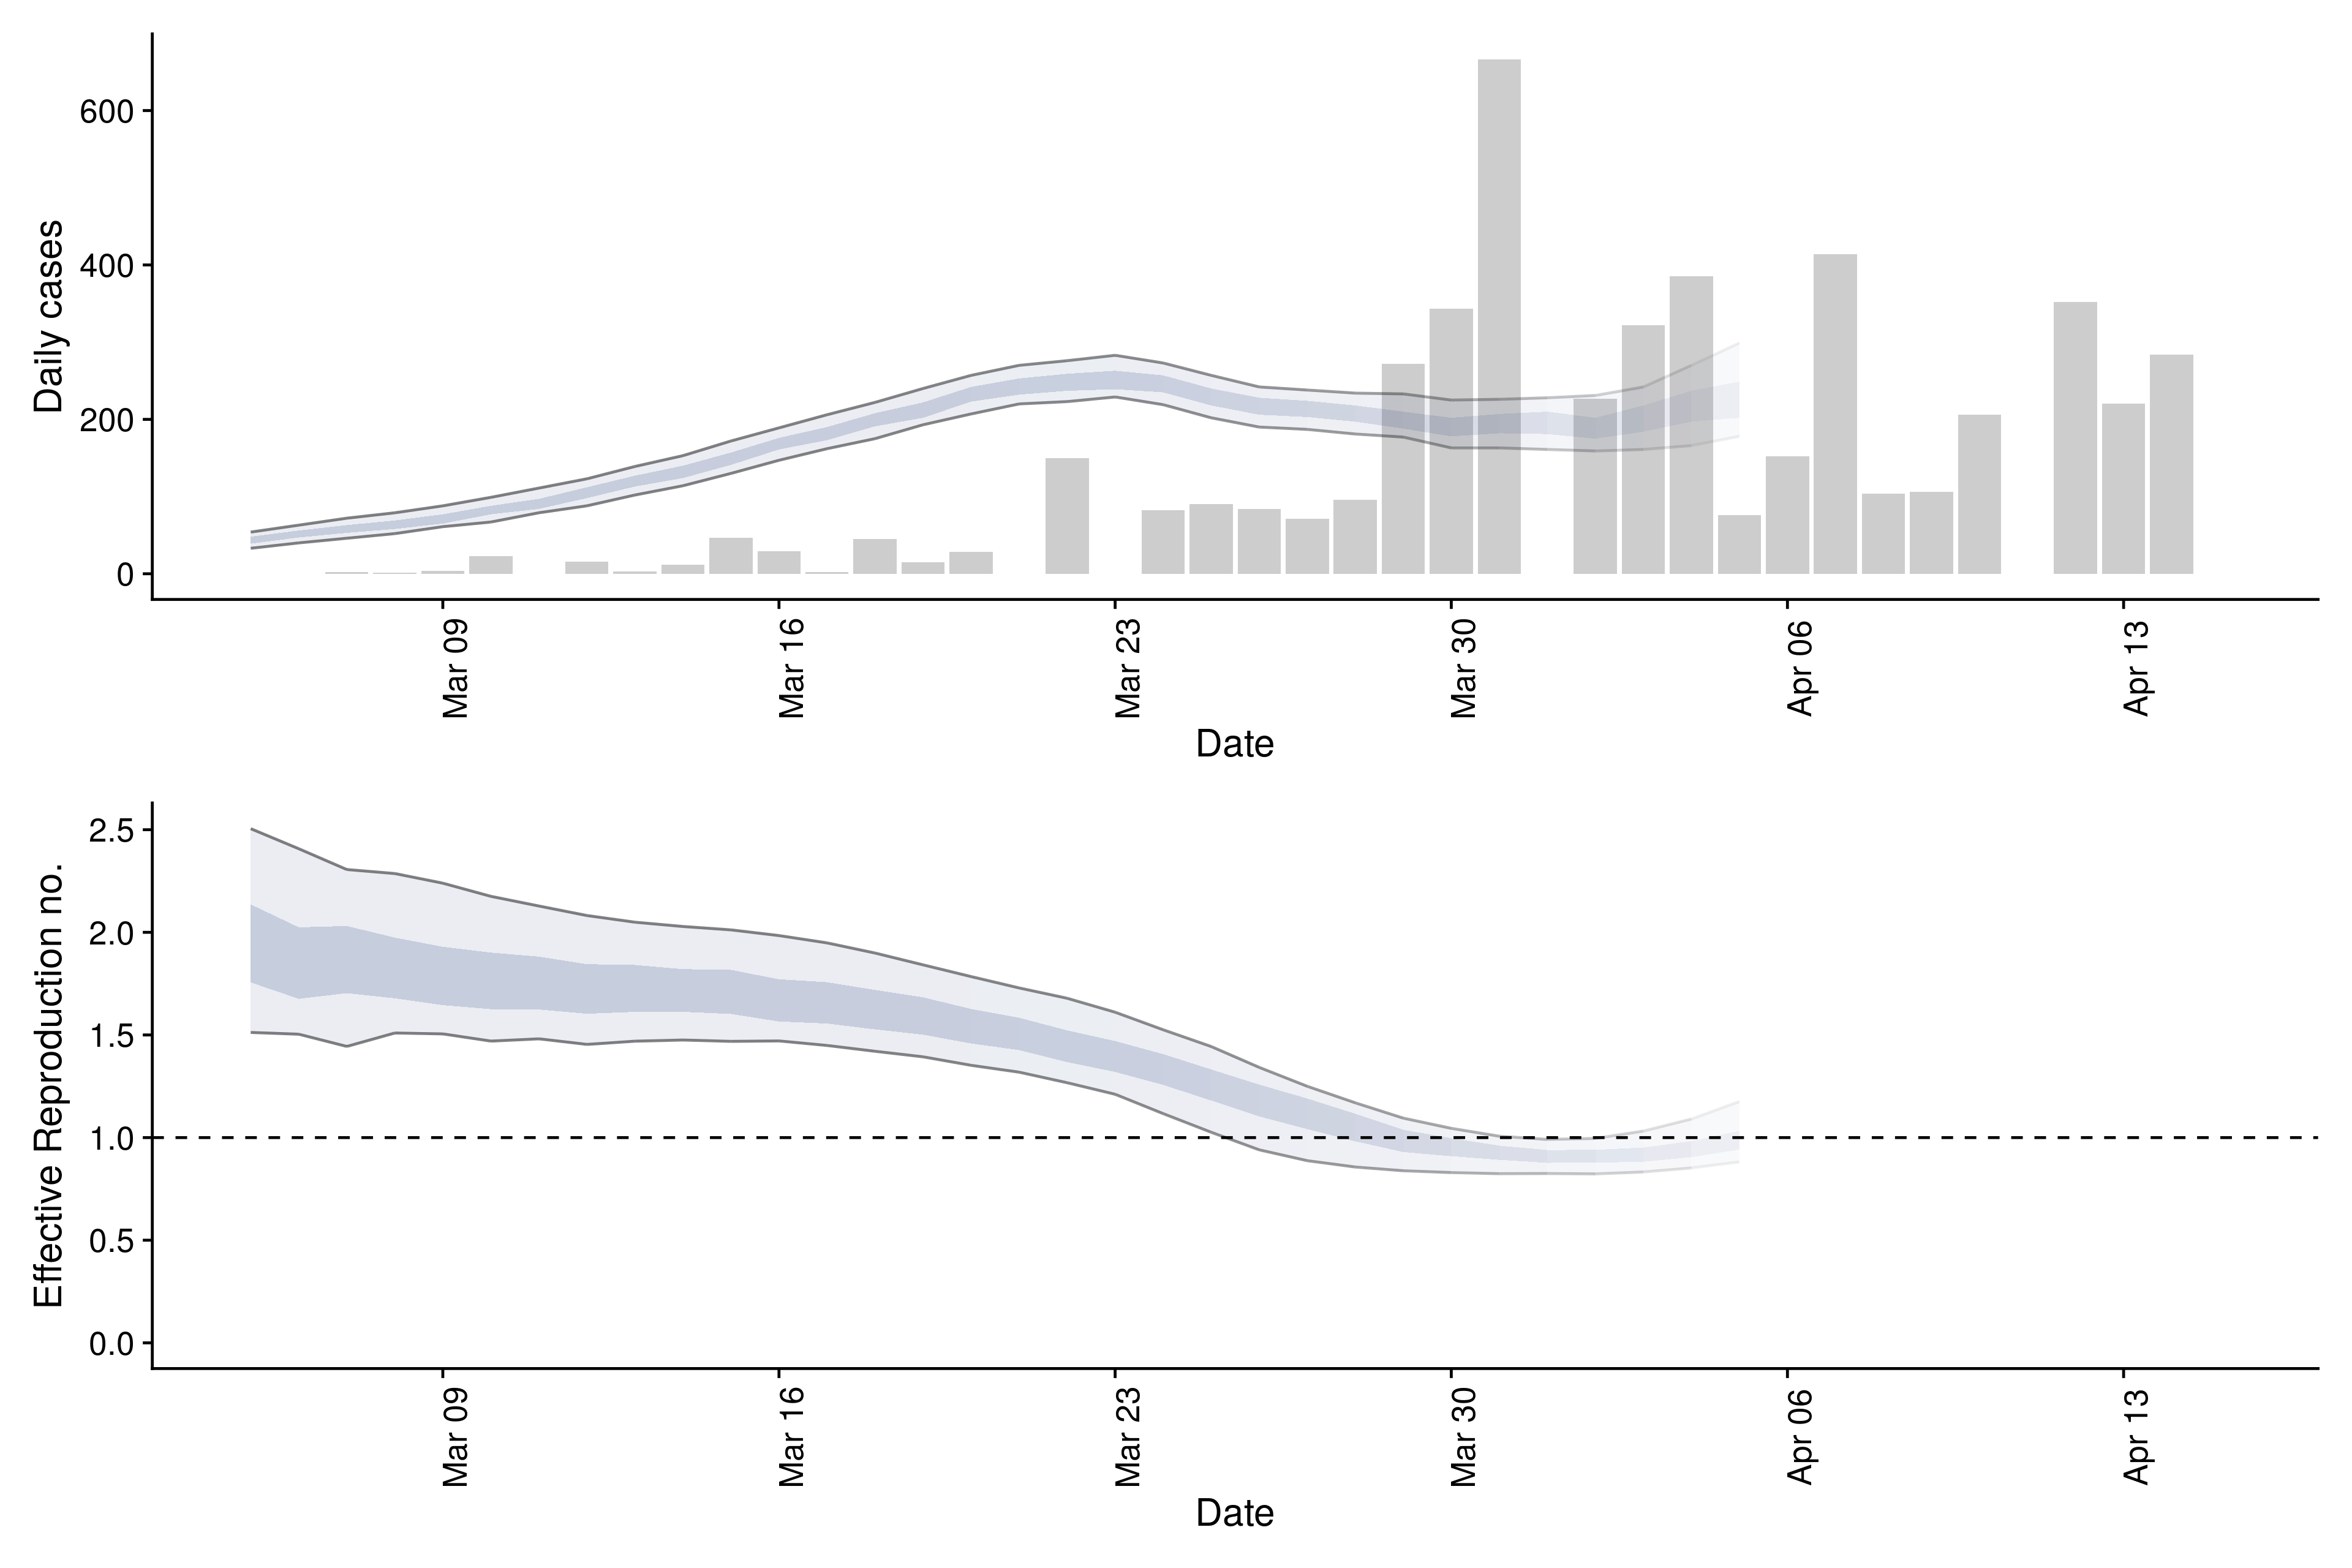 Daily cases
600
400
200
0
Mar 09
Mar 16
Mar 23
Mar 30
Apr 06
Apr 13
Date
Effective Reproduction no.
2.5
2.0
1.5
1.0
0.5
0.0
Mar 09
Mar 16
Mar 23
Mar 30
Apr 06
Apr 13
Date